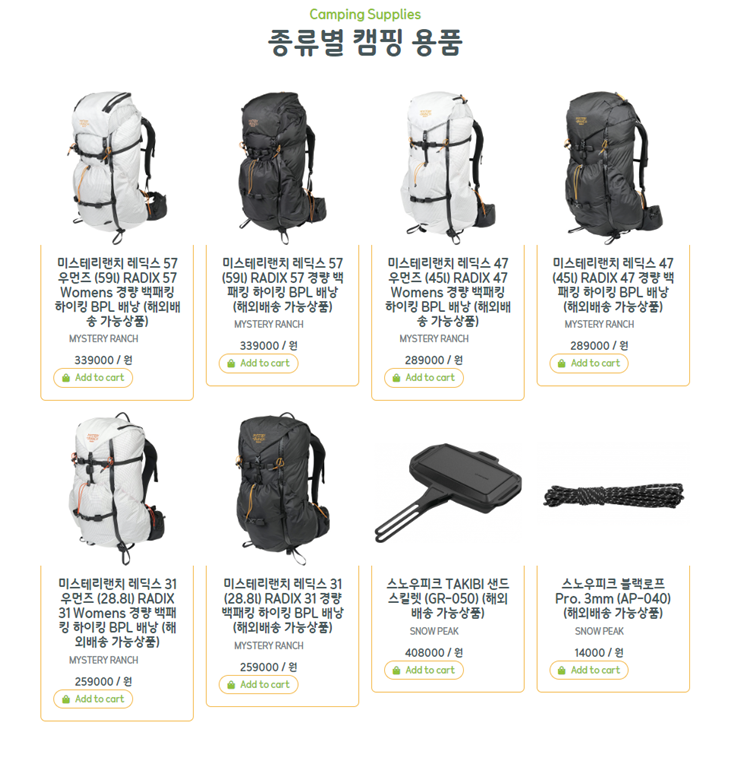 Camping Supplies
종류별 캠핑 용품
미스테리랜치 레딕스 57
우먼즈 (59l) RADIX 57
Womens 경량 백패킹
하이킹 BPL 배낭 (해외배
송 가능상품)
MYSTERY RANCH
339000 / 원
Add to cart
미스테리랜치 레딕스 57
(59l) RADIX 57 경량 백
패킹 하이킹 BPL 배낭
(해외배송 가능상품)
MYSTERY RANCH
339000 / 원
Add to cart
미스테리랜치 레딕스 47
우먼즈 (45l) RADIX 47
Womens 경량 백패킹
하이킹 BPL 배낭 (해외배
송 가능상품)
MYSTERY RANCH
289000 / 원
Add to cart
미스테리랜치 레딕스 47
(45l) RADIX 47 경량 백
패킹 하이킹 BPL 배낭
(해외배송 가능상품)
MYSTERY RANCH
289000 / 원
Add to cart
미스테리랜치 레딕스 31
우먼즈 (28.8l) RADIX
31 Womens 경량 백패
킹 하이킹 BPL 배낭 (해
외배송 가능상품)
MYSTERY RANCH
259000 / 원
Add to cart
미스테리랜치 레딕스 31
(28.8l) RADIX 31 경량
백패킹 하이킹 BPL 배낭
(해외배송 가능상품)
MYSTERY RANCH
259000 / 원
Add to cart
스노우피크 TAKIBI 샌드
스킬렛 (GR-050) (해외
배송 가능상품)
SNOW PEAK
408000 / 원
Add to cart
스노우피크 블랙로프
Pro. 3mm (AP-040)
(해외배송 가능상품)
SNOW PEAK
14000 / 원
Add to cart